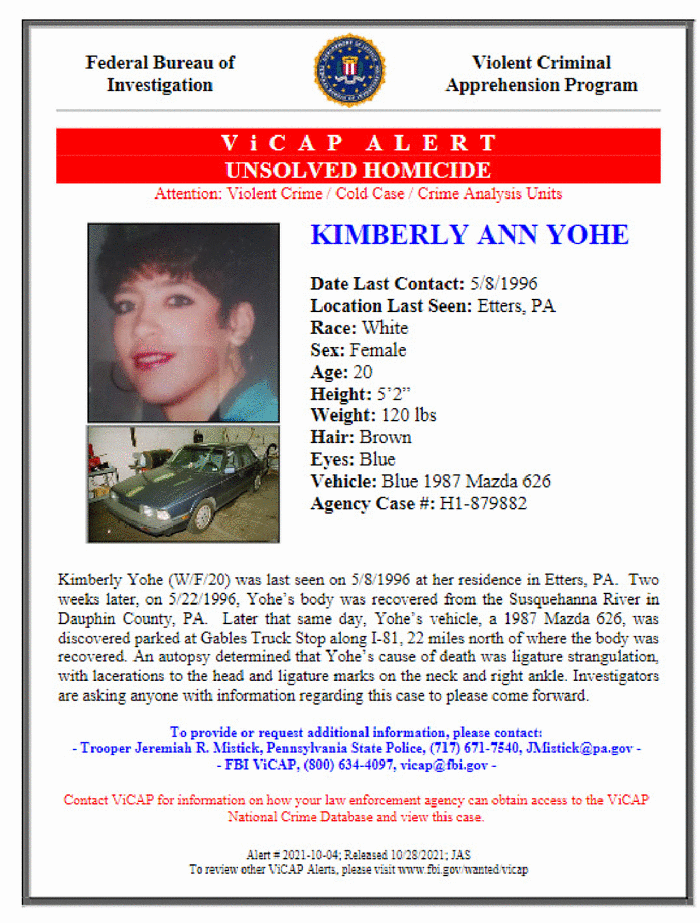 Federal Bureau of
Investigation
Violent Criminal
Apprehension Program
ViCAP ALERT
UNSOLVED HOMICIDE
Attention: Violent Crime / Cold Case / Crime Analysis Units
KIMBERLY ANN YOHE
Date Last Contact: 5/8/1996
Location Last Seen: Etters, PA
Race: White
Sex: Female
Age: 20
Height: 5’2”
Weight: 120 lbs
Hair: Brown
Eyes: Blue
Vehicle: Blue 1987 Mazda 626
Agency Case #: H1-879882
Kimberly Yohe (W/F/20) was last seen on 5/8/1996 at her residence in Etters, PA. Two
weeks later, on 5/22/1996, Yohe’s body was recovered from the Susquehanna River in
Dauphin County, PA. Later that same day, Yohe’s vehicle, a 1987 Mazda 626, was
discovered parked at Gables Truck Stop along I-81, 22 miles north of where the body was
recovered. An autopsy determined that Yohe’s cause of death was ligature strangulation,
with lacerations to the head and ligature marks on the neck and right ankle. Investigators
are asking anyone with information regarding this case to please come forward.
To provide or request additional information, please contact:
- Trooper Jeremiah R. Mistick, Pennsylvania State Police, (717) 671-7540, JMistick@pa.gov -
- FBI ViCAP, (800) 634-4097, vicap@fbi.gov -
Contact ViCAP for information on how your law enforcement agency can obtain access to the ViCAP
National Crime Database and view this case.
Alert # 2021-10-04; Released 10/28/2021; JAS
To review other ViCAP Alerts, please visit www.fbi.gov/wanted/vicap